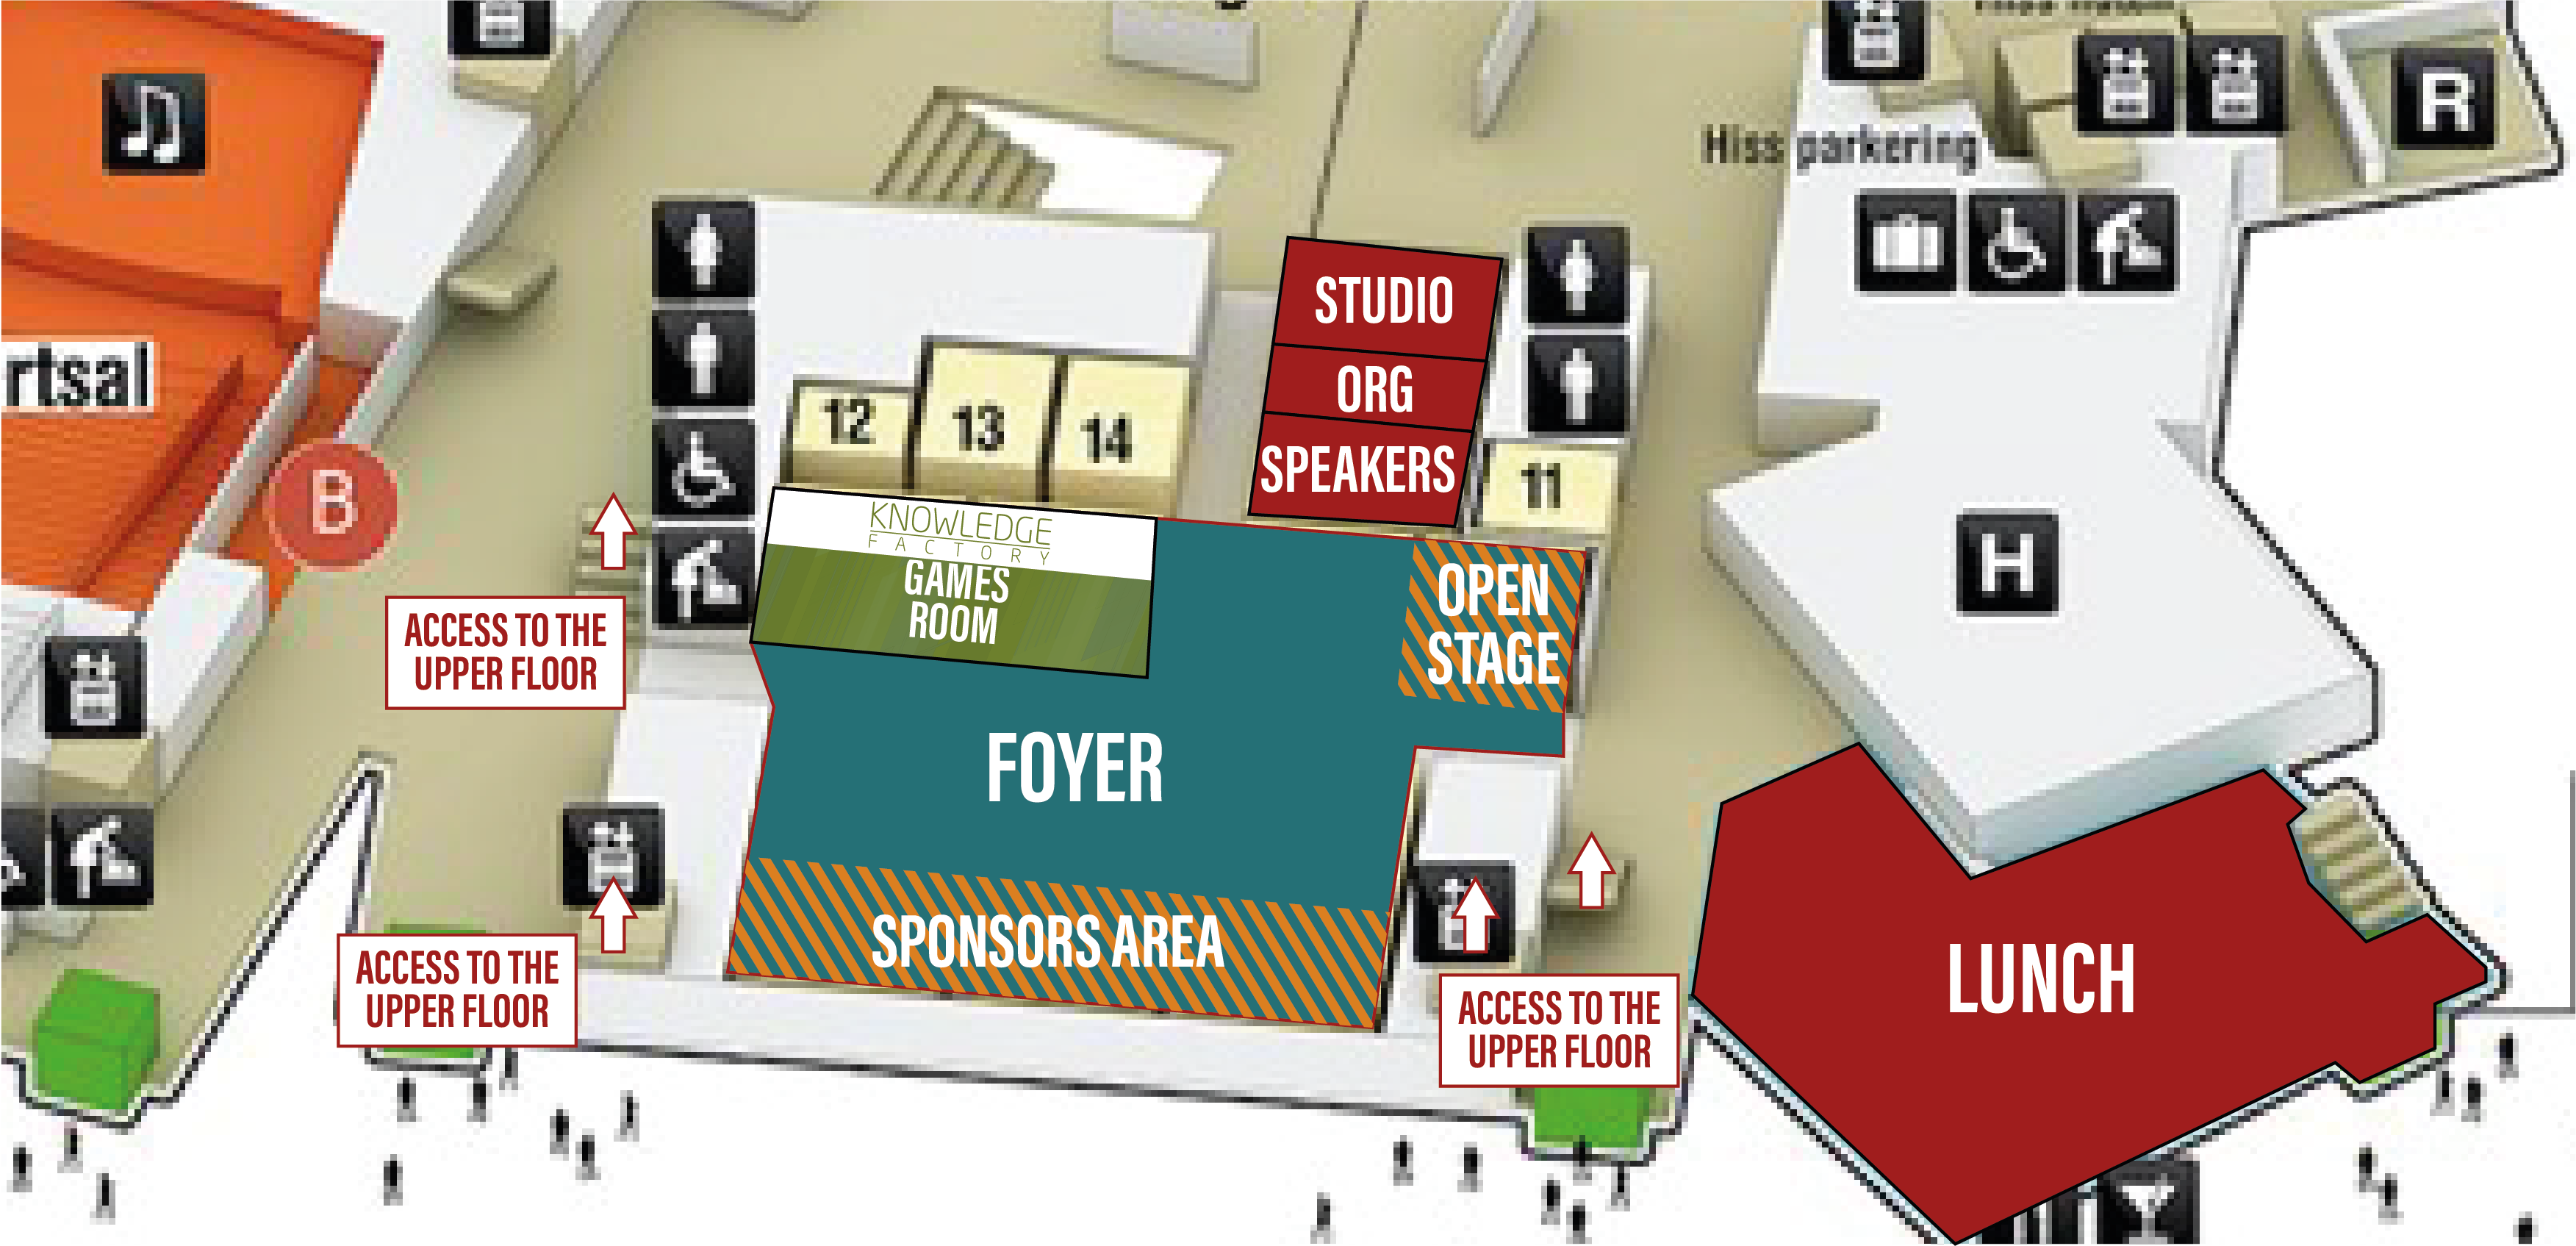 Hiss parkering
R
STUDIO
ORG
SPEAKERS
rtsal
12
13
14
11
B
KNOWLEDGE
FACTORY
GAMES
ROOM
OPEN
STAGE
H
ACCESS TO THE
UPPER FLOOR
FOYER
SPONSORS AREA
LUNCH
ACCESS TO THE
UPPER FLOOR
ACCESS TO THE
UPPER FLOOR